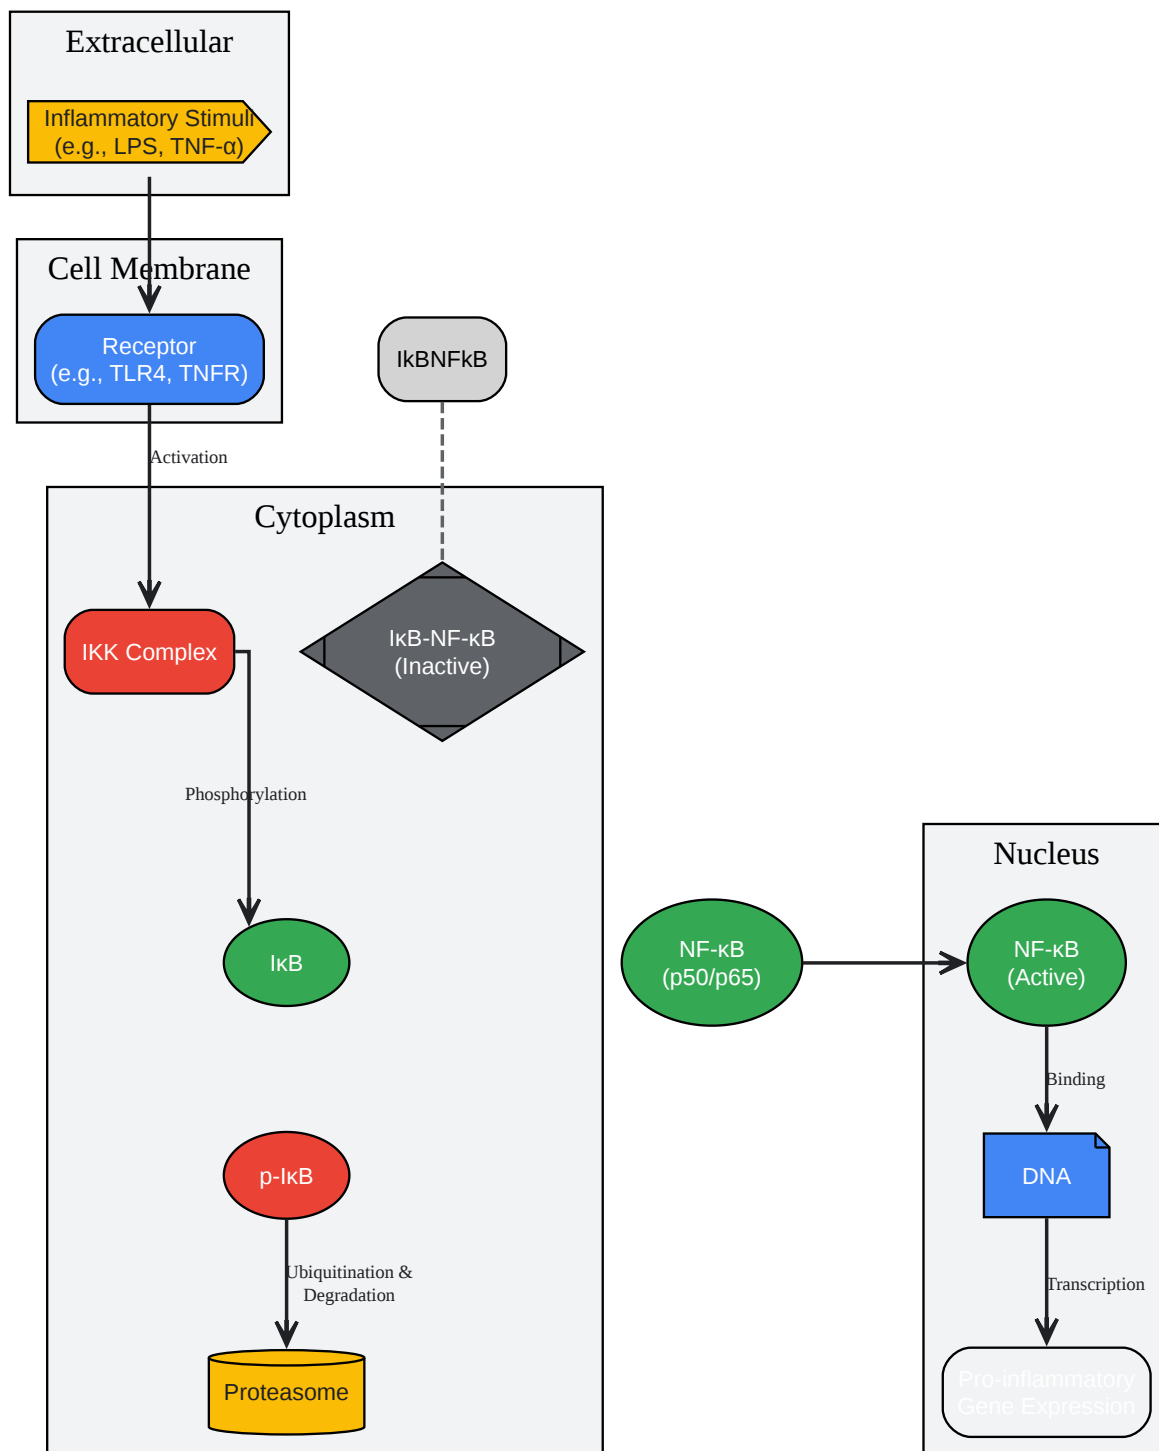 Extracellular
Inflammatory Stimuli
(e.g., LPS, TNF-α)
Cell Membrane
Receptor
(e.g., TLR4, TNFR)
IkBNFkB
Activation
Cytoplasm
IKK Complex
IκB-NF-κB
(Inactive)
Phosphorylation
IκB
NF-κB
(p50/p65)
Nucleus
NF-κB
(Active)
Binding
p-IκB
DNA
Ubiquitination &
Degradation
Transcription
Proteasome
Pro-inflammatory
Gene Expression